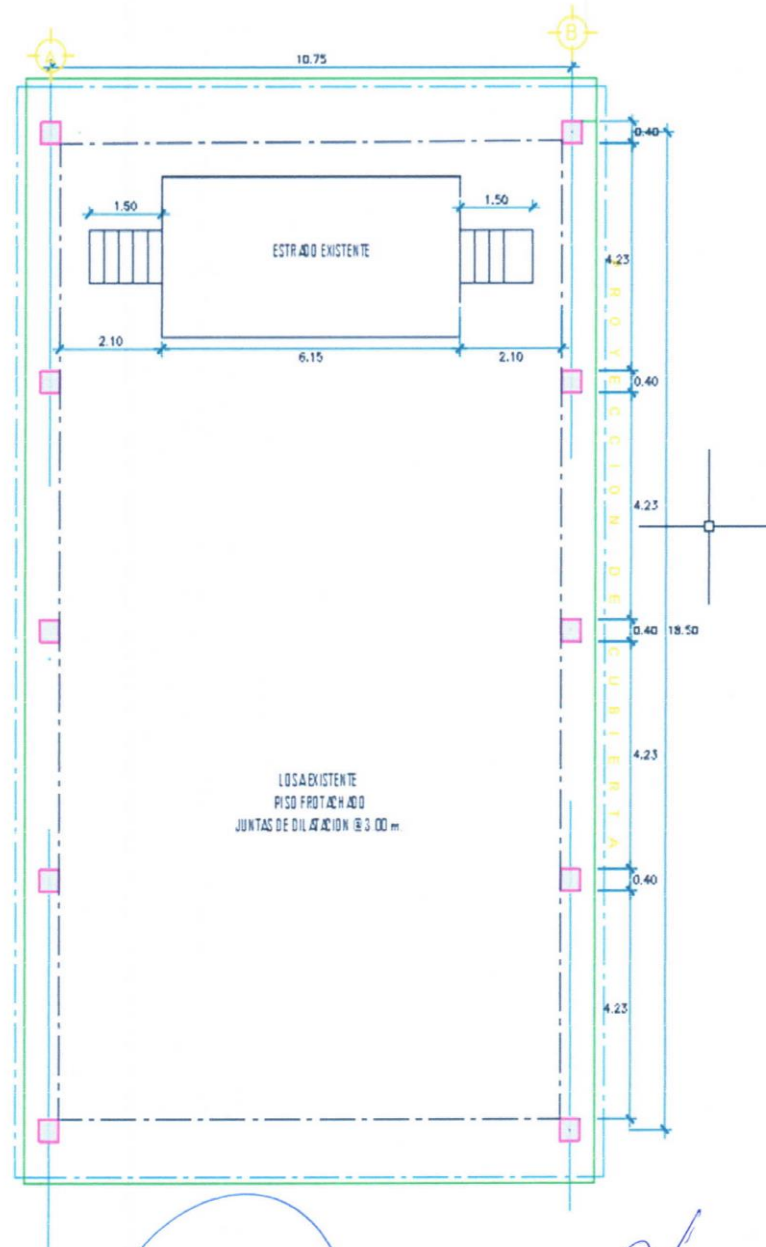 A
B
10.75
0.40
1.50
1.50
ESTRADO EXISTENTE
4.23
2.10
6.15
2.10
0.40
4.23
PROYECCION DE CUBIERTA
0.40
18.50
4.23
LOSA EXISTENTE
PISO FROTACHADO
JUNTAS DE DILATACION @ 3.00 m.
0.40
4.23